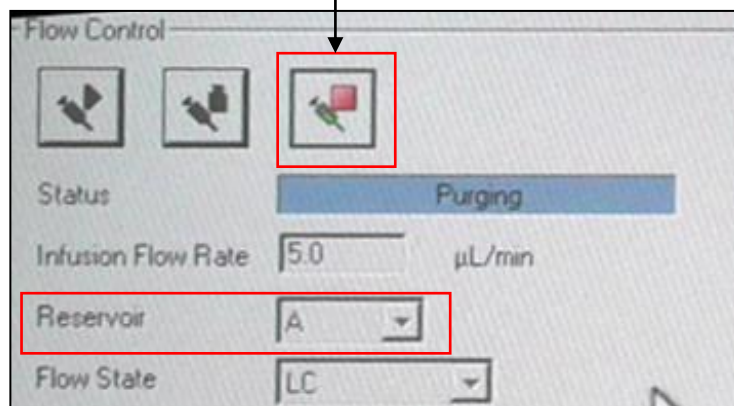 Flow Control
Status Purging
Infusion Flow Rate 5.0 µL/min
Reservoir A
Flow State LC